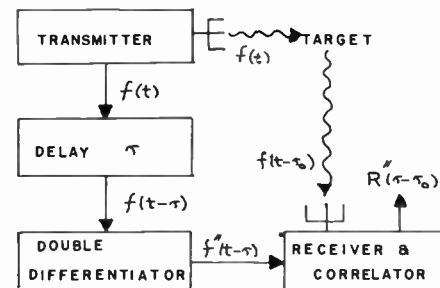 TRANSMITTER
f(t)
TARGET
f(t)
DELAY τ
f(t-τ₀)
R″(τ-τ₀)
f(t-τ)
DOUBLE
DIFFERENTIATOR
f″(t-τ)
RECEIVER &
CORRELATOR